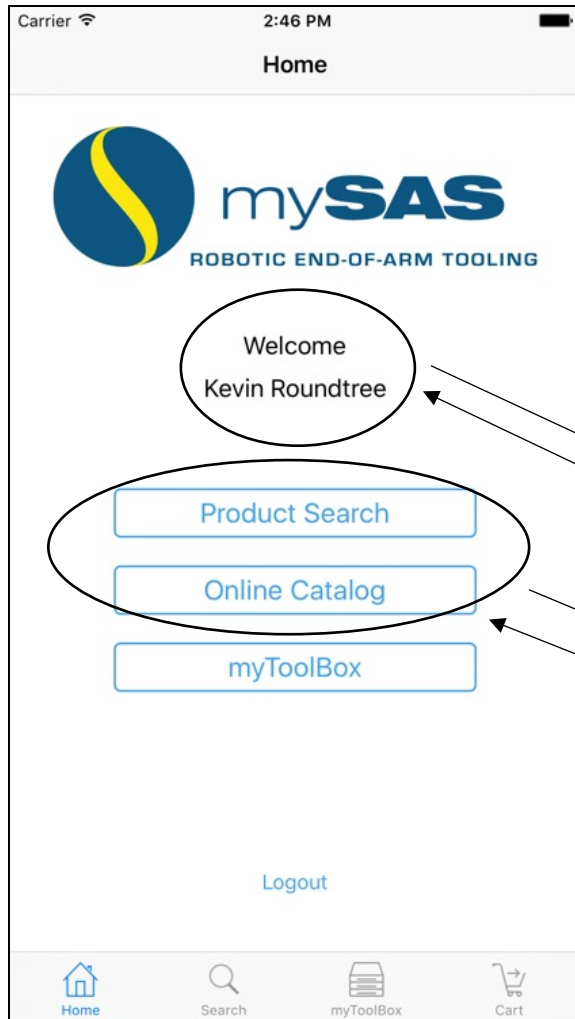 Carrier 2:46 PM
Home
mySAS
ROBOTIC END-OF-ARM TOOLING
Welcome
Kevin Roundtree
Product Search
Online Catalog
myToolBox
Logout
Home Search myToolBox Cart